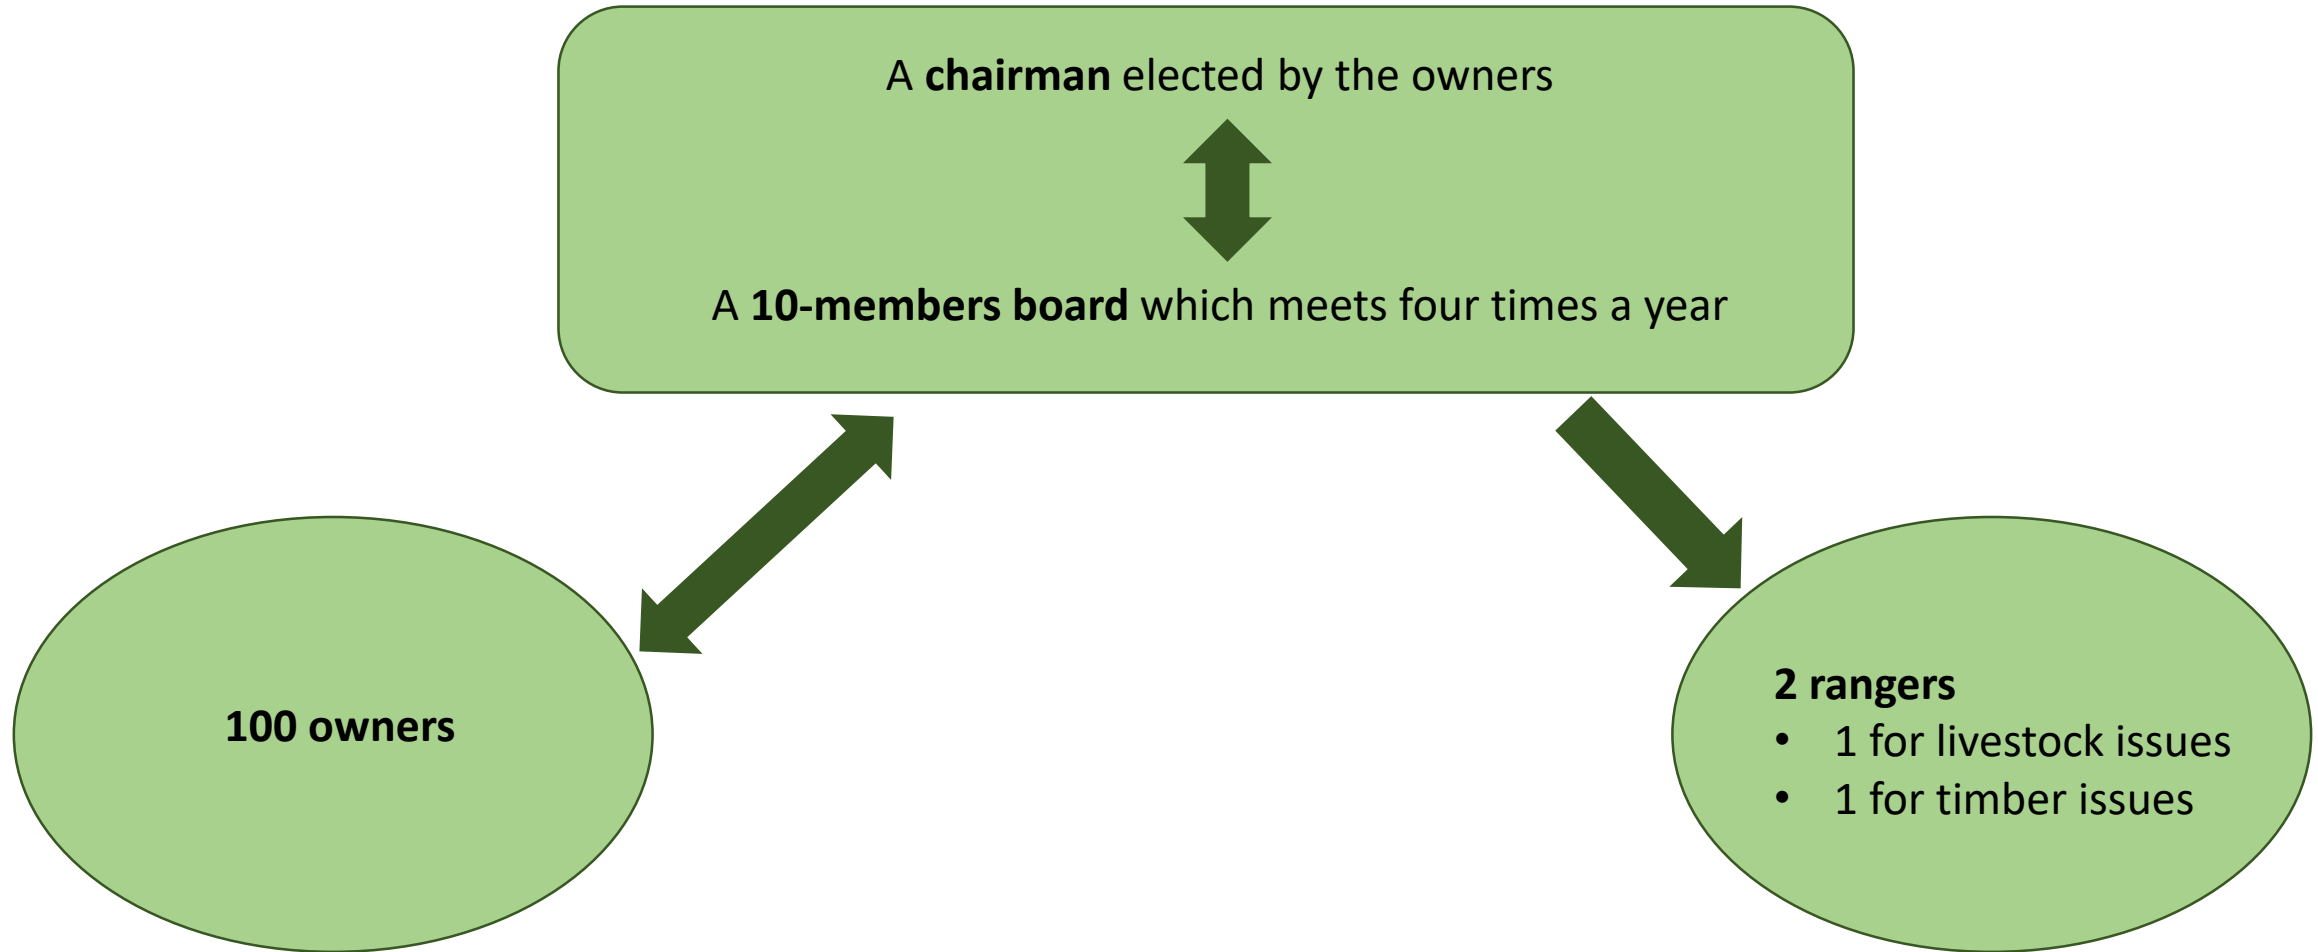 A chairman elected by the owners
A 10-members board which meets four times a year
100 owners
2 rangers
• 1 for livestock issues
• 1 for timber issues